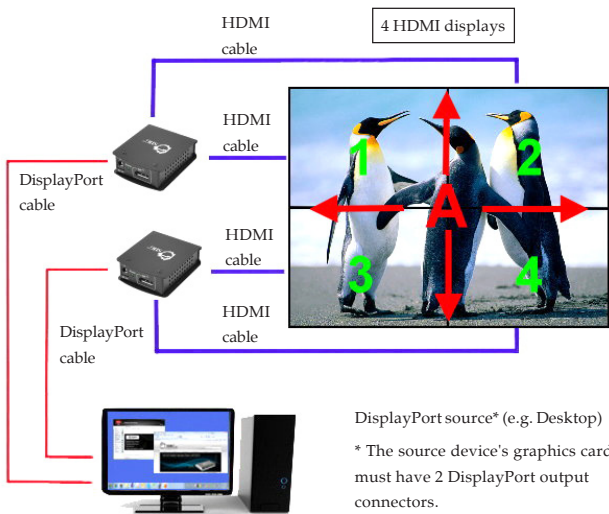 HDMI
cable
4 HDMI displays
HDMI
cable
1
2
A
DisplayPort
cable
HDMI
cable
3
4
HDMI
cable
DisplayPort
cable
DisplayPort source* (e.g. Desktop)
* The source device's graphics card
must have 2 DisplayPort output
connectors.